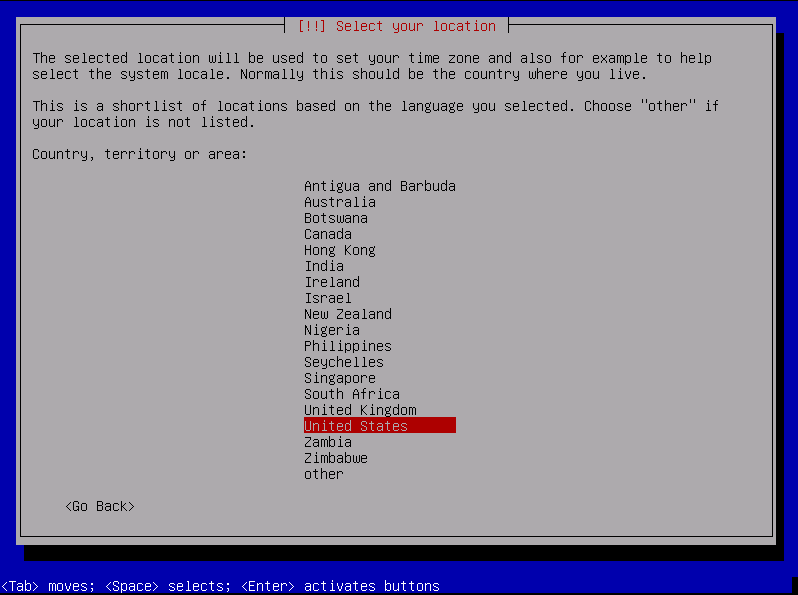 [!!] Select your location
The selected location will be used to set your time zone and also for example to help
select the system locale. Normally this should be the country where you live.
This is a shortlist of locations based on the language you selected. Choose "other" if
your location is not listed.
Country, territory or area:
Antigua and Barbuda
Australia
Botswana
Canada
Hong Kong
India
Ireland
Israel
New Zealand
Nigeria
Philippines
Seychelles
Singapore
South Africa
United Kingdom
United States
Zambia
Zimbabwe
other
<Go Back>
<Tab> moves; <Space> selects; <Enter> activates buttons